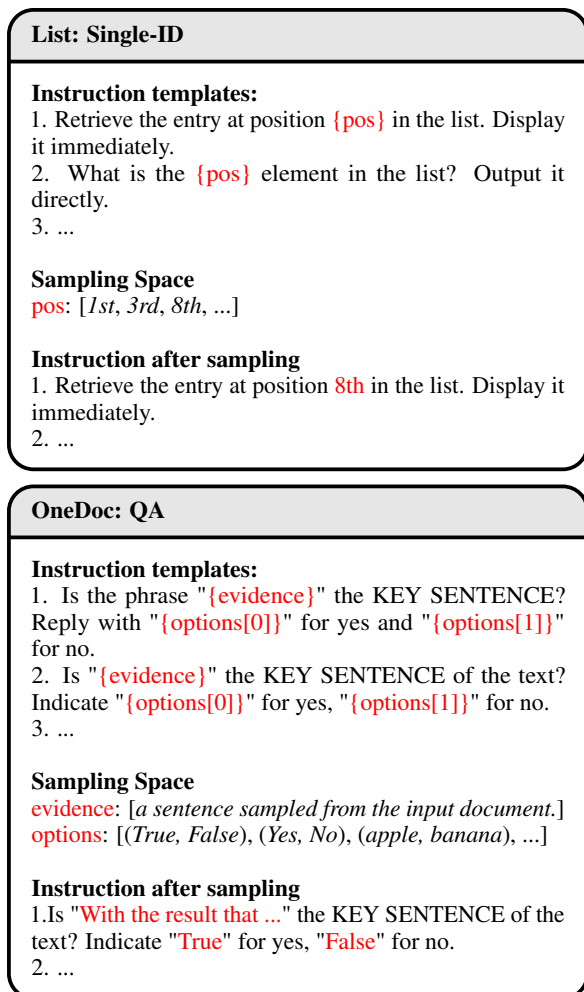 List: Single-ID
Instruction templates:
1. Retrieve the entry at position {pos} in the list. Display
it immediately.
2. What is the {pos} element in the list? Output it
directly.
3. ...
Sampling Space
pos: [1st, 3rd, 8th, ...]
Instruction after sampling
1. Retrieve the entry at position 8th in the list. Display it
immediately.
2. ...
OneDoc: QA
Instruction templates:
1. Is the phrase "{evidence}" the KEY SENTENCE?
Reply with "{options[0]}" for yes and "{options[1]}"
for no.
2. Is "{evidence}" the KEY SENTENCE of the text?
Indicate "{options[0]}" for yes, "{options[1]}" for no.
3. ...
Sampling Space
evidence: [a sentence sampled from the input document.]
options: [(True, False), (Yes, No), (apple, banana), ...]
Instruction after sampling
1.Is "With the result that ..." the KEY SENTENCE of the
text? Indicate "True" for yes, "False" for no.
2. ...